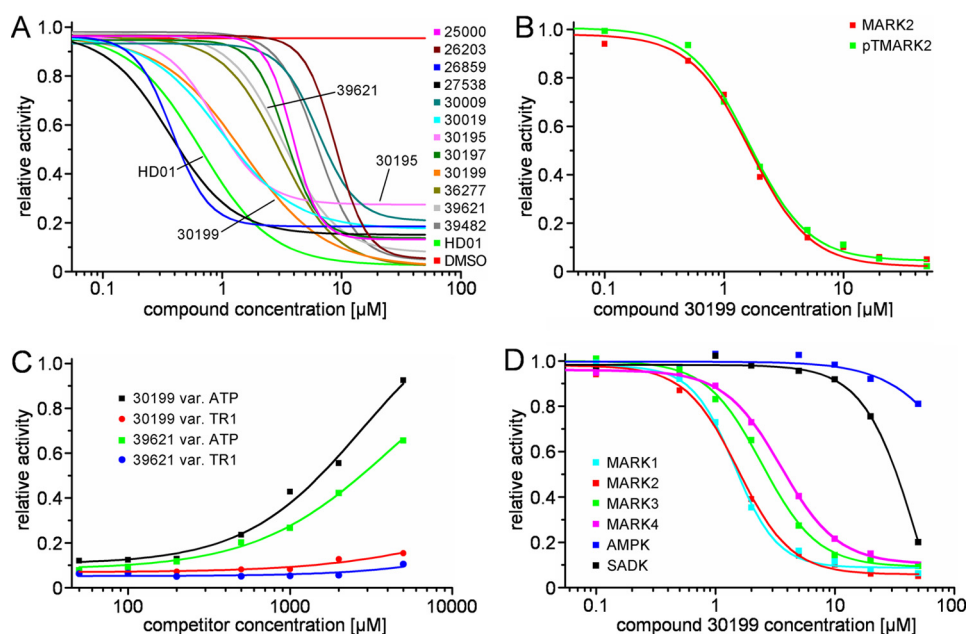 A
relative activity
1.0
0.8
0.6
0.4
0.2
0.0
0.1
1
10
100
compound concentration [µM]
HD01
30199
39621
30195
25000
26203
26859
27538
30009
30019
30195
30197
30199
36277
39621
39482
HD01
DMSO
B
relative activity
1.0
0.8
0.6
0.4
0.2
0.0
0.1
1
10
compound 30199 concentration [µM]
MARK2
pTMARK2
C
relative activity
1.0
0.8
0.6
0.4
0.2
0
100
1000
10000
competitor concentration [µM]
30199 var. ATP
30199 var. TR1
39621 var. ATP
39621 var. TR1
D
relative activity
1.0
0.8
0.6
0.4
0.2
0.0
0.1
1
10
100
compound 30199 concentration [µM]
MARK1
MARK2
MARK3
MARK4
AMPK
SADK